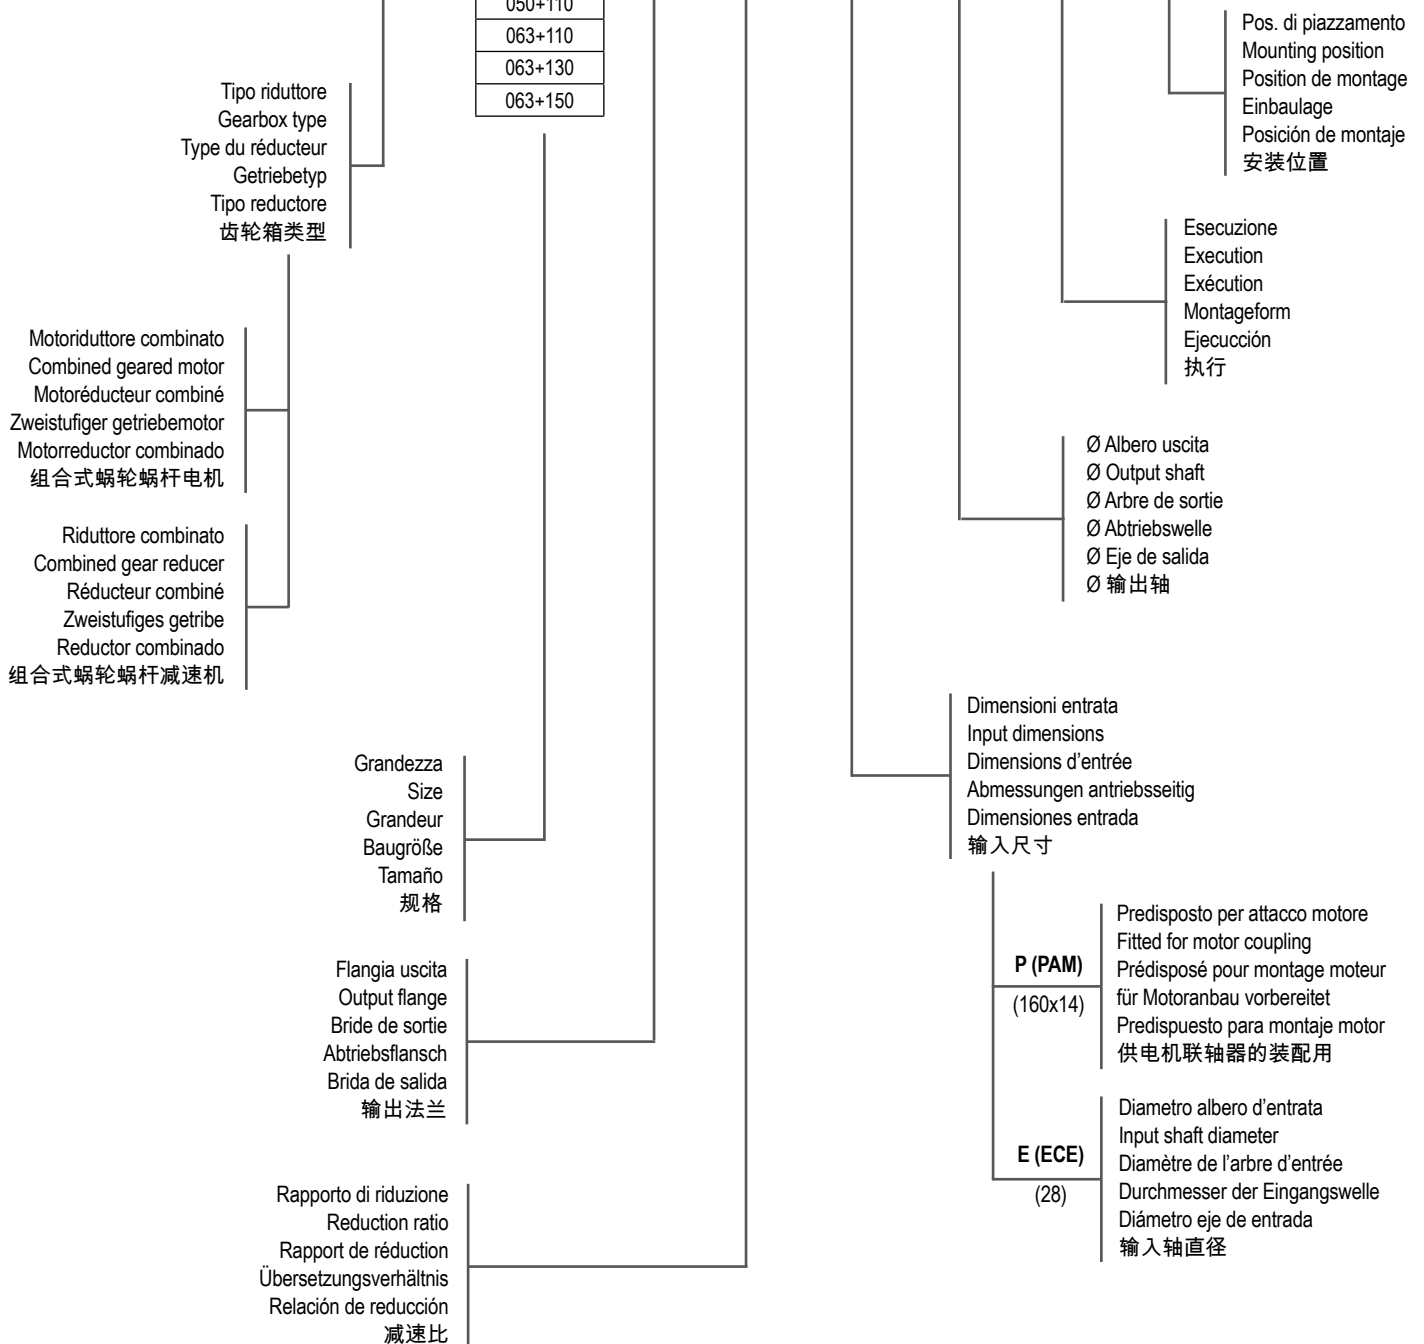 050+110
063+110
063+130
063+150
Pos. di piazzamento
Mounting position
Position de montage
Einbaulage
Posición de montaje
安装位置
Tipo riduttore
Gearbox type
Type du réducteur
Getriebetyp
Tipo reductore
齿轮箱类型
Esecuzione
Execution
Exécution
Montageform
Ejecucción
执行
Motoriduttore combinato
Combined geared motor
Motoréducteur combiné
Zweistufiger getriebemotor
Motorreductor combinado
组合式蜗轮蜗杆电机
Ø Albero uscita
Ø Output shaft
Ø Arbre de sortie
Ø Abtriebswelle
Ø Eje de salida
Ø 输出轴
Riduttore combinato
Combined gear reducer
Réducteur combiné
Zweistufiges getribe
Reductor combinado
组合式蜗轮蜗杆减速机
Dimensioni entrata
Input dimensions
Dimensions d’entrée
Abmessungen antriebsseitig
Dimensiones entrada
输入尺寸
Grandezza
Size
Grandeur
Baugröße
Tamaño
规格
P (PAM)
(160x14)
Predisposto per attacco motore
Fitted for motor coupling
Prédisposé pour montage moteur
für Motoranbau vorbereitet
Predispuesto para montaje motor
供电机联轴器的装配用
Flangia uscita
Output flange
Bride de sortie
Abtriebsflansch
Brida de salida
输出法兰
E (ECE)
(28)
Diametro albero d’entrata
Input shaft diameter
Diamètre de l’arbre d’entrée
Durchmesser der Eingangswelle
Diámetro eje de entrada
输入轴直径
Rapporto di riduzione
Reduction ratio
Rapport de réduction
Übersetzungsverhältnis
Relación de reducción
减速比